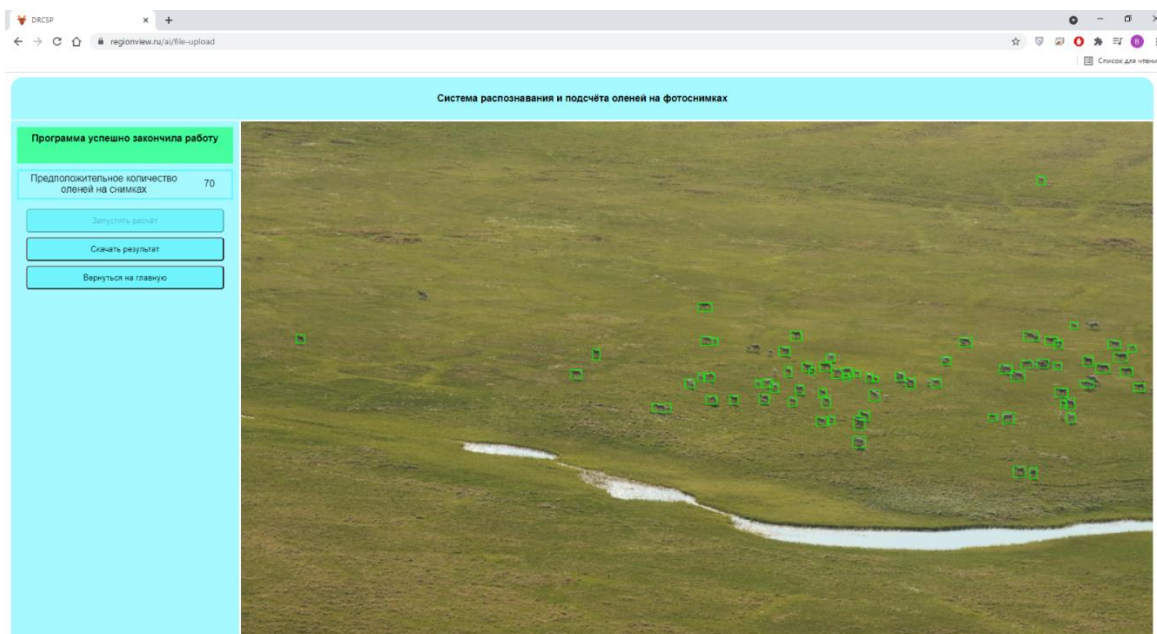 DRCSP
regionview.ru/ai/file-upload
Список для чтени
Система распознавания и подсчёта оленей на фотоснимках
Программа успешно закончила работу
Предположительное количество
оленей на снимках
70
Запустить расчёт
Скачать результат
Вернуться на главную